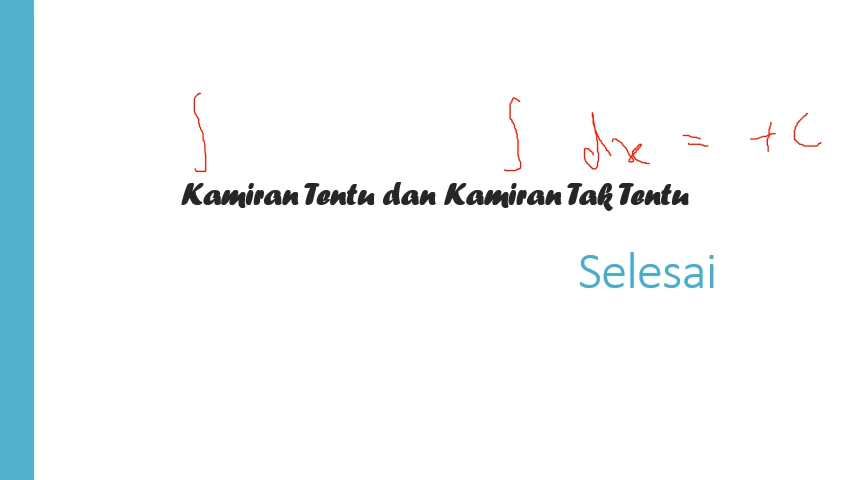 ∫ ∫ dx = + C
Kamiran Tentu dan Kamiran Tak Tentu
Selesai